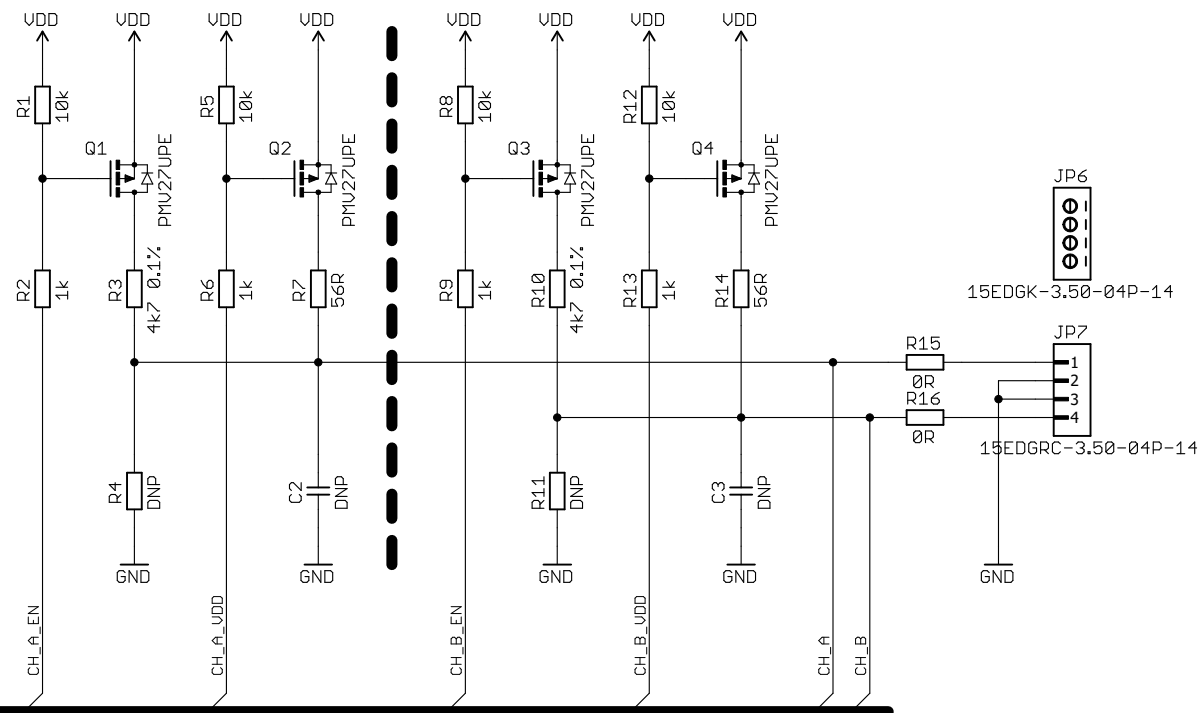 VDD VDD VDD VDD VDD VDD VDD VDD
R1 10k
R5 10k
R8 10k
R12 10k
Q1 PMV27UPE
Q2 PMV27UPE
Q3 PMV27UPE
Q4 PMV27UPE
R2 1k
R3 4k7 0.1%
R6 1k
R7 56R
R9 1k
R10 4k7 0.1%
R13 1k
R14 56R
JP6
15EDGK-3.50-04P-14
JP7
1
2
3
4
15EDGRC-3.50-04P-14
R15
0R
R16
0R
R4 DNP
C2 DNP
R11 DNP
C3 DNP
GND GND GND GND GND
CH_A_EN
CH_A_VDD
CH_B_EN
CH_B_VDD
CH_A
CH_B